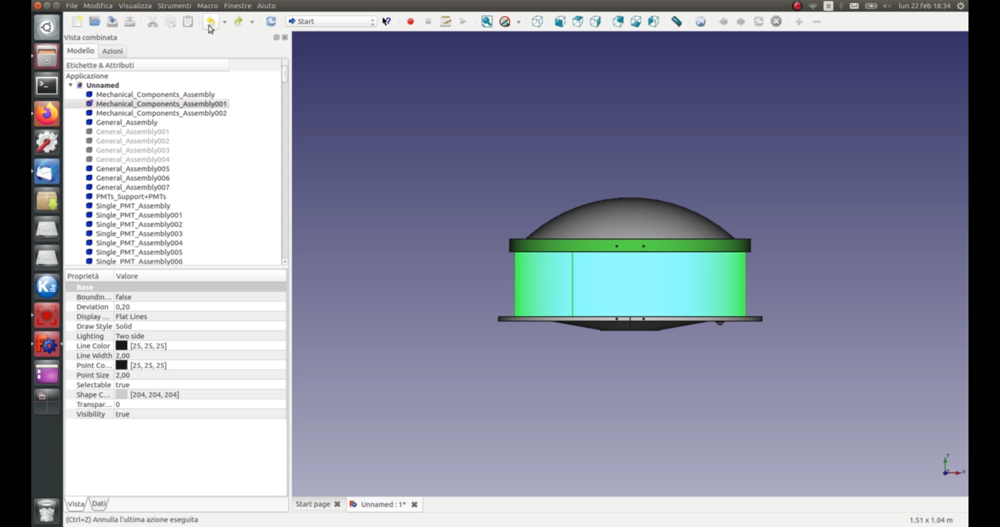 File Modifica Visualizza Strumenti Macro Finestre Aiuto
It
lun 22 feb 18:34
Start
Vista combinata
Modello Azioni
Etichette & Attributi
Applicazione
Unnamed
Mechanical_Components_Assembly
Mechanical_Components_Assembly001
Mechanical_Components_Assembly002
General_Assembly
General_Assembly001
General_Assembly002
General_Assembly003
General_Assembly004
General_Assembly005
General_Assembly006
General_Assembly007
PMTs_Support+PMTs
Single_PMT_Assembly
Single_PMT_Assembly001
Single_PMT_Assembly002
Single_PMT_Assembly003
Single_PMT_Assembly004
Single_PMT_Assembly005
Single_PMT_Assembly006
Proprietà Valore
Base
Boundin... false
Deviation 0,20
Display ... Flat Lines
Draw Style Solid
Lighting Two side
Line Color [25, 25, 25]
Line Width 2,00
Point Co... [25, 25, 25]
Point Size 2,00
Selectable true
Shape C... [204, 204, 204]
Transpar... 0
Visibility true
Kile
Y
Z X
Vista Dati
Start page Unnamed : 1*
(Ctrl+Z) Annulla l'ultima azione eseguita
1.51 x 1.04 m